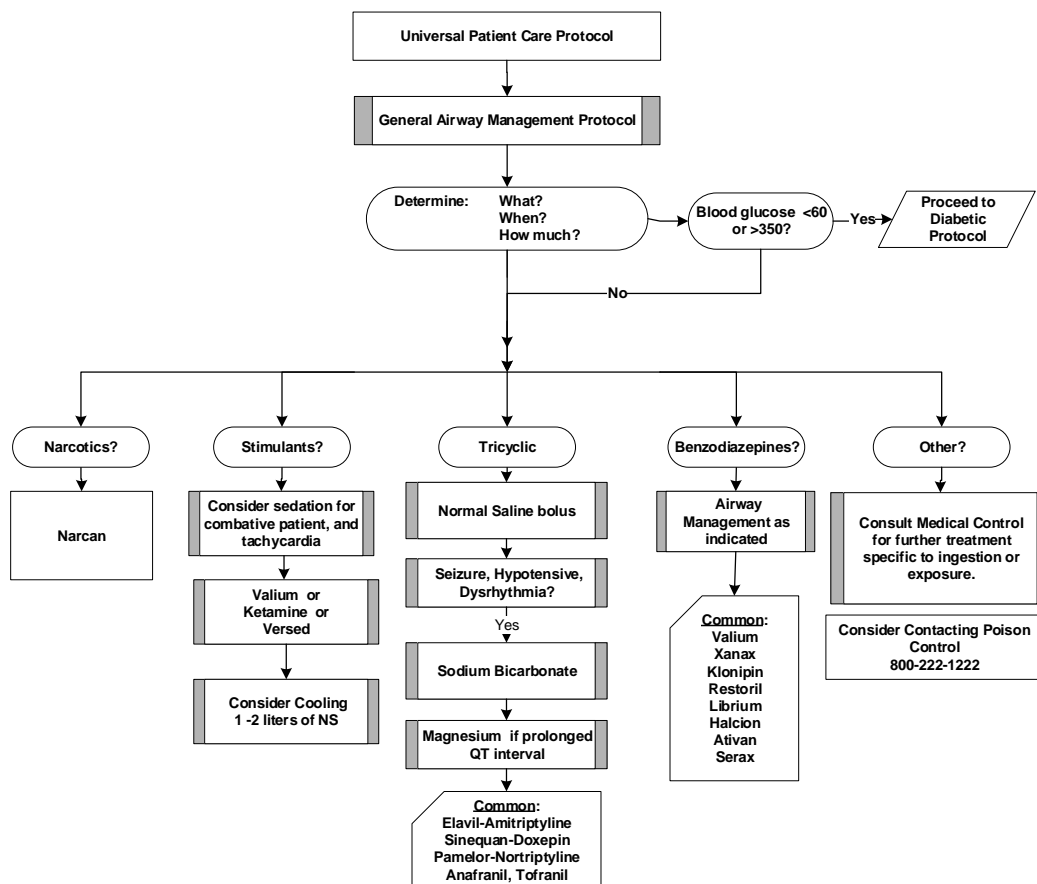 Universal Patient Care Protocol
General Airway Management Protocol
Determine: What?
When?
How much?
Blood glucose <60
or >350?
Yes
Proceed to
Diabetic
Protocol
No
Narcotics?
Narcan
Stimulants?
Consider sedation for
combative patient, and
tachycardia
Valium or
Ketamine or
Versed
Consider Cooling
1 -2 liters of NS
Tricyclic
Normal Saline bolus
Seizure, Hypotensive,
Dysrhythmia?
Yes
Sodium Bicarbonate
Magnesium if prolonged
QT interval
Common:
Elavil-Amitriptyline
Sinequan-Doxepin
Pamelor-Nortriptyline
Anafranil, Tofranil
Benzodiazepines?
Airway
Management as
indicated
Common:
Valium
Xanax
Klonipin
Restoril
Librium
Halcion
Ativan
Serax
Other?
Consult Medical Control
for further treatment
specific to ingestion or
exposure.
Consider Contacting Poison
Control
800-222-1222